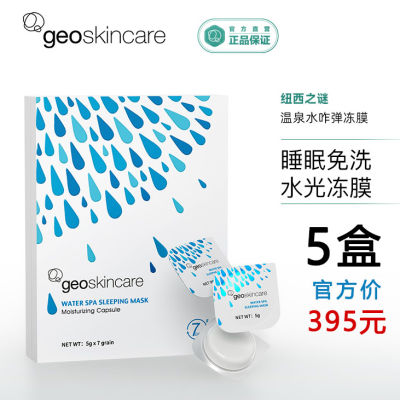 geoskincare
官方直营
正品保证
纽西之谜
温泉水咋弹冻膜
睡眠免洗
水光冻膜
5盒
官方价
395元
geoskincare
WATER SPA SLEEPING MASK
Moisturizing Capsule
NET WT: 5g x 7 grain
7
geoskincare
geoskincare
WATER SPA
SLEEPING MASK
NET WT: 5g